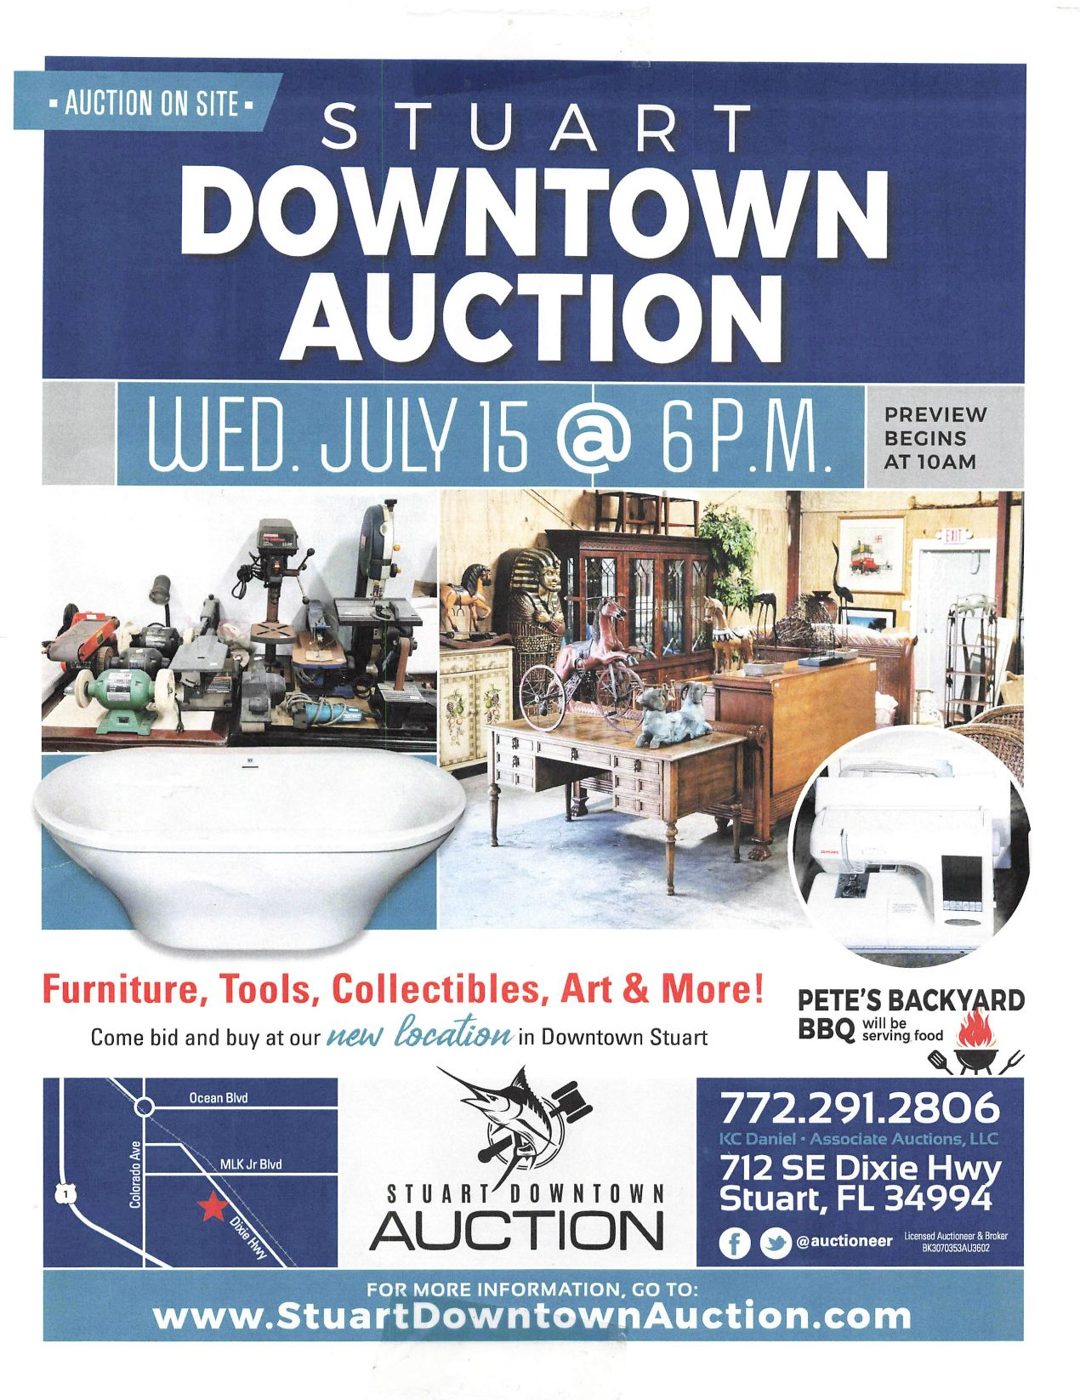 ▪ AUCTION ON SITE ▪
STUART
DOWNTOWN
AUCTION
WED. JULY 15 @ 6 P.M.
PREVIEW
BEGINS
AT 10AM
EXIT
Furniture, Tools, Collectibles, Art & More!
Come bid and buy at our new location in Downtown Stuart
PETE'S BACKYARD
BBQ will be
serving food
Ocean Blvd
Colorado Ave
MLK Jr Blvd
1
Dixie Hwy
STUART DOWNTOWN
AUCTION
772.291.2806
KC Daniel • Associate Auctions, LLC
712 SE Dixie Hwy
Stuart, FL 34994
@auctioneer
Licensed Auctioneer & Broker
BK3070353AU3602
FOR MORE INFORMATION, GO TO:
www.StuartDowntownAuction.com